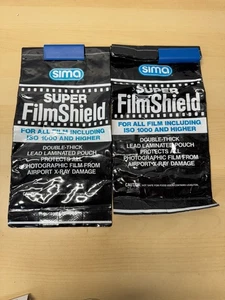 sima
SUPER
FilmShield
FOR ALL FILM INCLUDING
ISO 1000 AND HIGHER
DOUBLE-THICK
LEAD LAMINATED POUCH
PROTECTS ALL
PHOTOGRAPHIC FILM FROM
AIRPORT X-RAY DAMAGE
sima
SUPER
FilmShield
FOR ALL FILM INCLUDING
ISO 1000 AND HIGHER
DOUBLE-THICK
LEAD LAMINATED POUCH
PROTECTS ALL
PHOTOGRAPHIC FILM FROM
AIRPORT X-RAY DAMAGE
CAUTION: